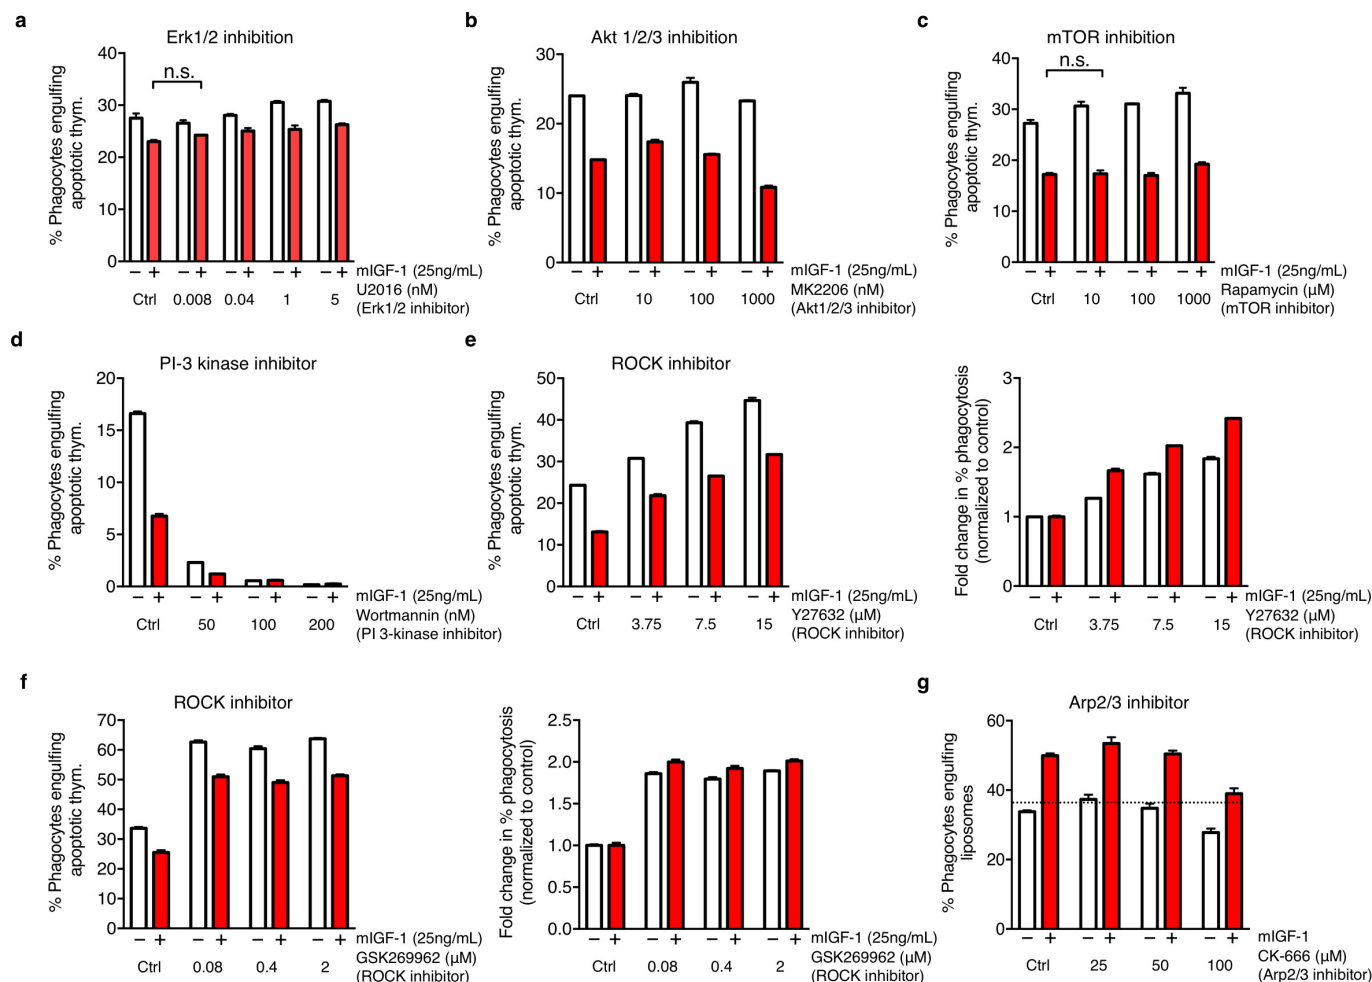 a
Erk1/2 inhibition
% Phagocytes engulfing
apoptotic thym.
40
30
20
10
0
n.s.
− + − + − + − + − +
mIGF-1 (25ng/mL)
U2016 (nM)
(Erk1/2 inhibitor)
Ctrl 0.008 0.04 1 5
b
Akt 1/2/3 inhibition
% Phagocytes engulfing
apoptotic thym.
30
20
10
0
− + − + − + − +
mIGF-1 (25ng/mL)
MK2206 (nM)
(Akt1/2/3 inhibitor)
Ctrl 10 100 1000
c
mTOR inhibition
% Phagocytes engulfing
apoptotic thym.
40
30
20
10
0
n.s.
− + − + − + − +
mIGF-1 (25ng/mL)
Rapamycin (μM)
(mTOR inhibitor)
Ctrl 10 100 1000
d
PI-3 kinase inhibitor
% Phagocytes engulfing
apoptotic thym.
20
15
10
5
0
− + − + − + − +
mIGF-1 (25ng/mL)
Wortmannin (nM)
(PI 3-kinase inhibitor)
Ctrl 50 100 200
e
ROCK inhibitor
% Phagocytes engulfing
apoptotic thym.
50
40
30
20
10
0
− + − + − + − +
mIGF-1 (25ng/mL)
Y27632 (μM)
(ROCK inhibitor)
Ctrl 3.75 7.5 15
Fold change in % phagocytosis
(normalized to control)
3
2
1
0
− + − + − + − +
mIGF-1 (25ng/mL)
Y27632 (μM)
(ROCK inhibitor)
Ctrl 3.75 7.5 15
f
ROCK inhibitor
% Phagocytes engulfing
apoptotic thym.
70
60
50
40
30
20
10
0
− + − + − + − +
mIGF-1 (25ng/mL)
GSK269962 (μM)
(ROCK inhibitor)
Ctrl 0.08 0.4 2
Fold change in % phagocytosis
(normalized to control)
2.5
2.0
1.5
1.0
0.5
0.0
− + − + − + − +
mIGF-1 (25ng/mL)
GSK269962 (μM)
(ROCK inhibitor)
Ctrl 0.08 0.4 2
g
Arp2/3 inhibitor
% Phagocytes engulfing
liposomes
60
40
20
0
− + − + − + − +
mIGF-1
CK-666 (μM)
(Arp2/3 inhibitor)
Ctrl 25 50 100